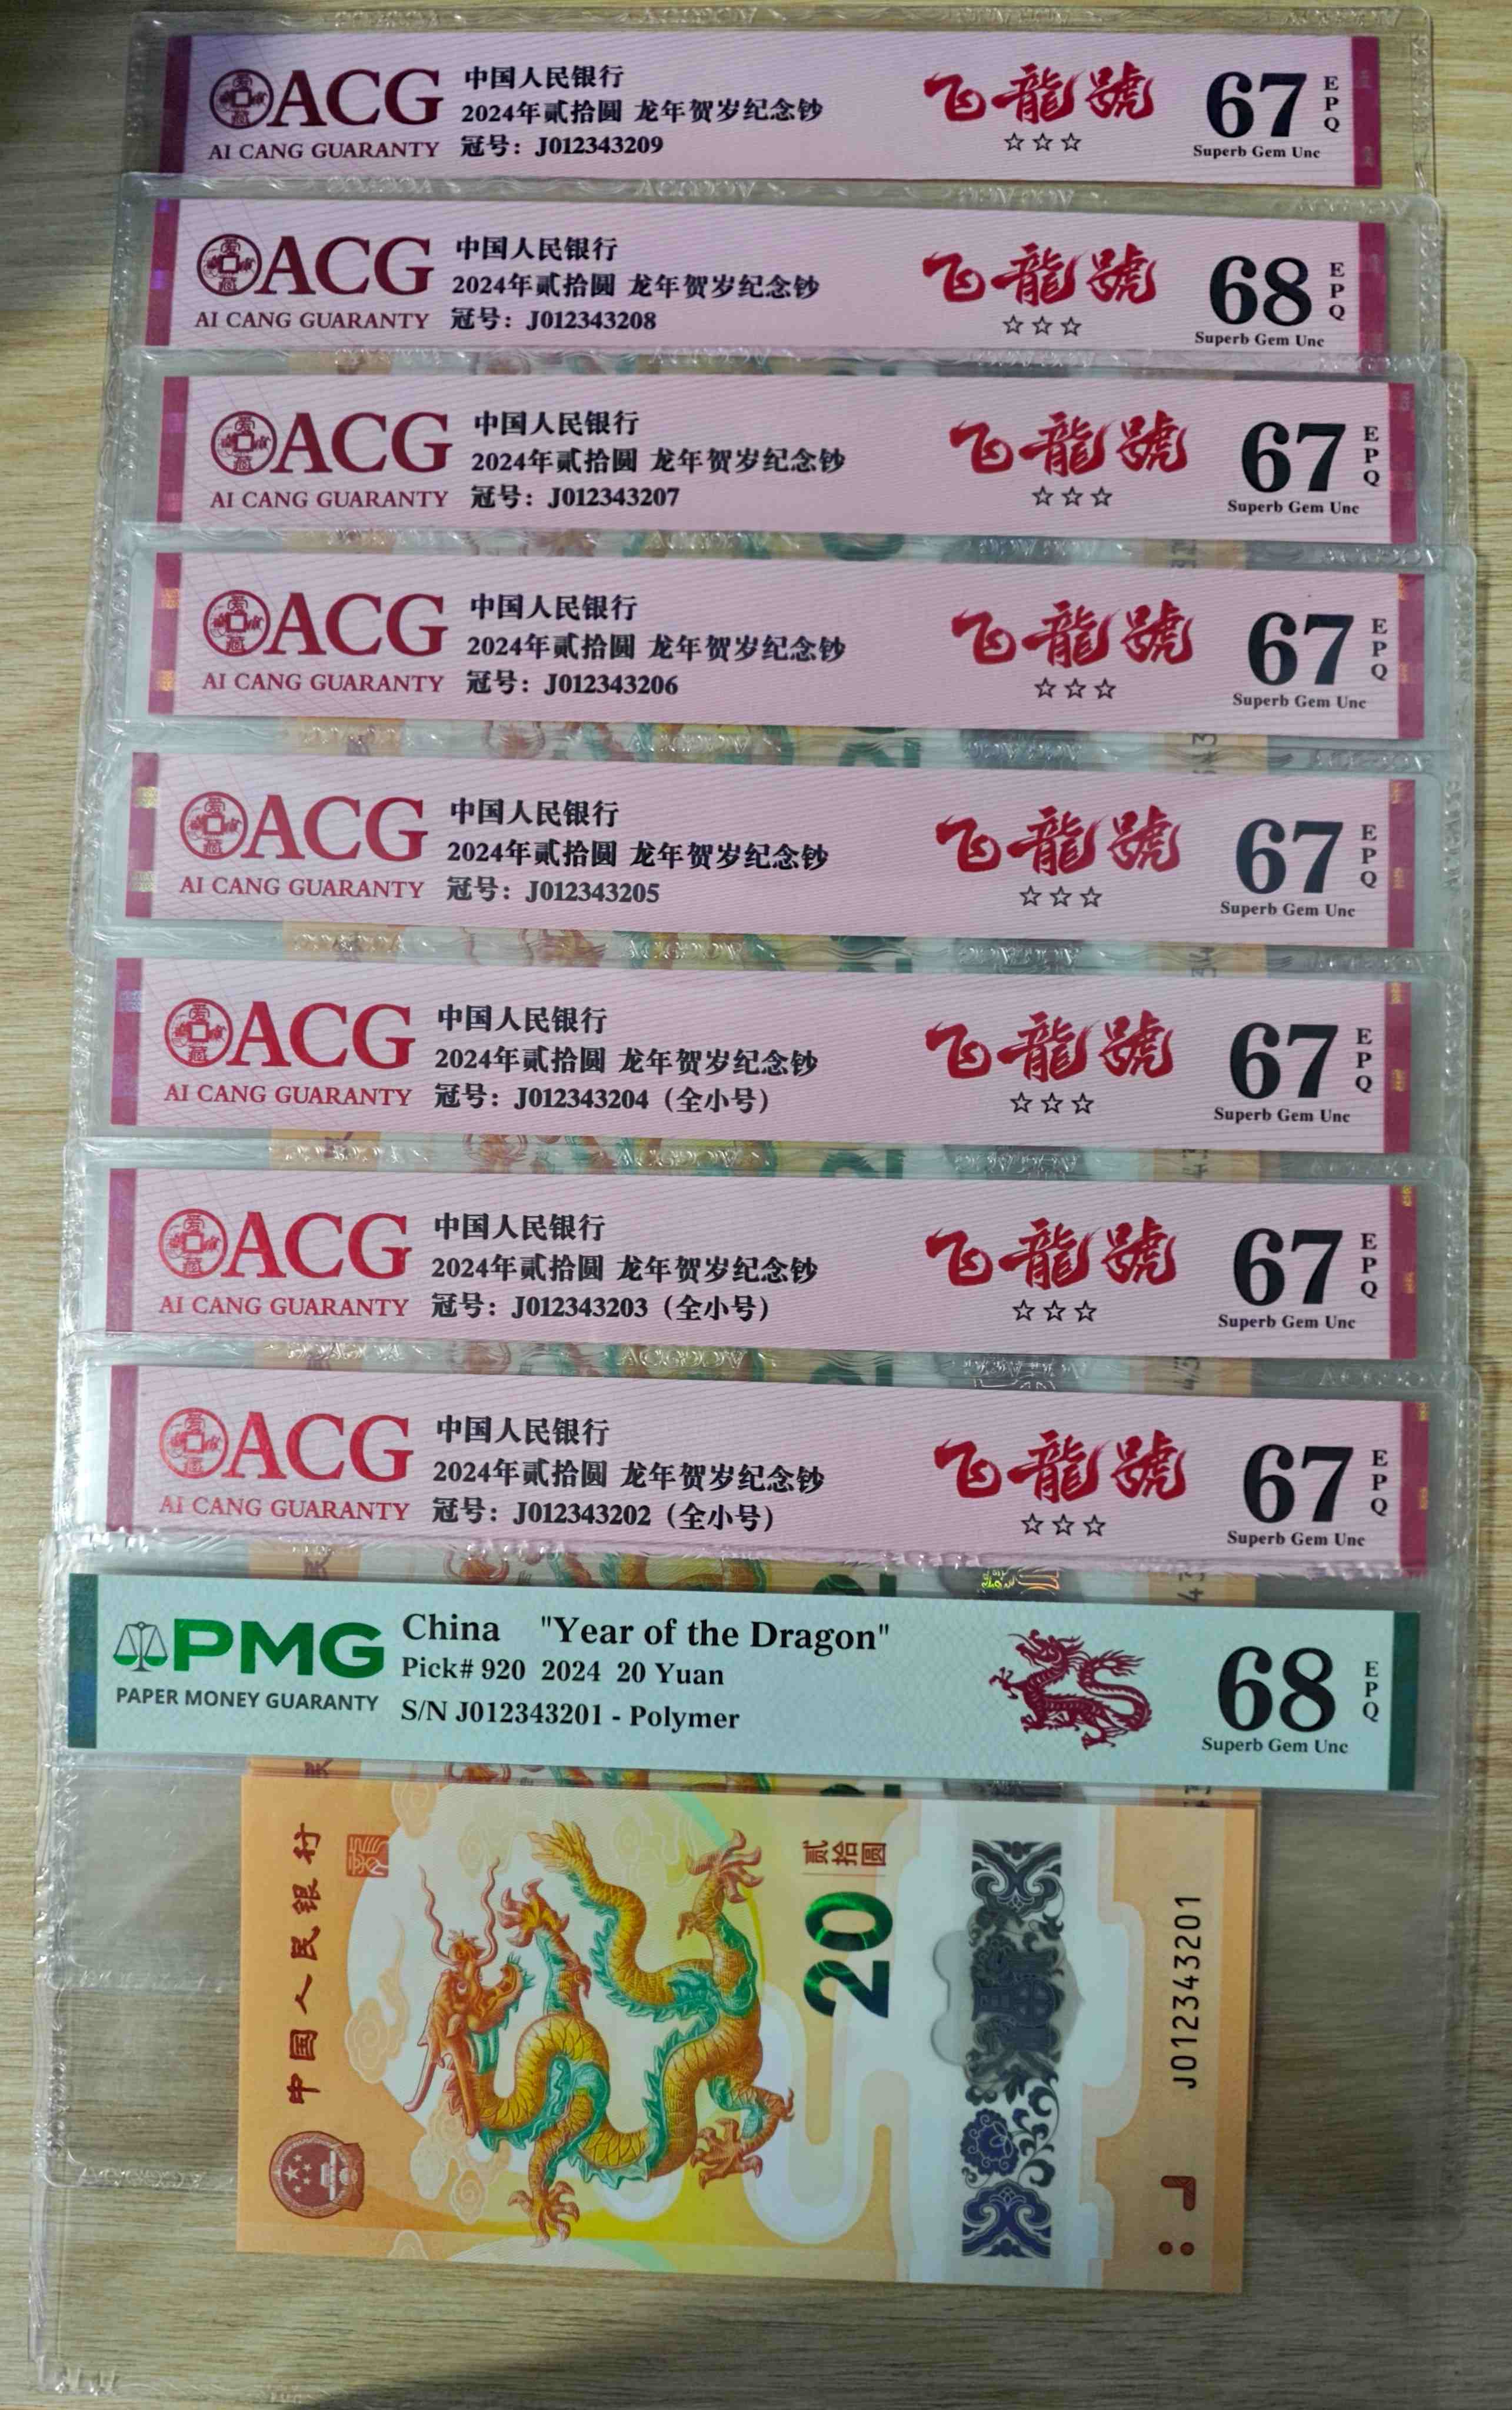 ACG
AI CANG GUARANTY
中国人民银行
2024年贰拾圆 龙年贺岁纪念钞
冠号：J012343209
飞龍號
☆☆☆
67
EPQ
Superb Gem Unc
ACG
AI CANG GUARANTY
中国人民银行
2024年贰拾圆 龙年贺岁纪念钞
冠号：J012343208
飞龍號
☆☆☆
68
EPQ
Superb Gem Unc
ACG
AI CANG GUARANTY
中国人民银行
2024年贰拾圆 龙年贺岁纪念钞
冠号：J012343207
飞龍號
☆☆☆
67
EPQ
Superb Gem Unc
ACG
AI CANG GUARANTY
中国人民银行
2024年贰拾圆 龙年贺岁纪念钞
冠号：J012343206
飞龍號
☆☆☆
67
EPQ
Superb Gem Unc
ACG
AI CANG GUARANTY
中国人民银行
2024年贰拾圆 龙年贺岁纪念钞
冠号：J012343205
飞龍號
☆☆☆
67
EPQ
Superb Gem Unc
ACG
AI CANG GUARANTY
中国人民银行
2024年贰拾圆 龙年贺岁纪念钞
冠号：J012343204（全小号）
飞龍號
☆☆☆
67
EPQ
Superb Gem Unc
ACG
AI CANG GUARANTY
中国人民银行
2024年贰拾圆 龙年贺岁纪念钞
冠号：J012343203（全小号）
飞龍號
☆☆☆
67
EPQ
Superb Gem Unc
ACG
AI CANG GUARANTY
中国人民银行
2024年贰拾圆 龙年贺岁纪念钞
冠号：J012343202（全小号）
飞龍號
☆☆☆
67
EPQ
Superb Gem Unc
PMG
PAPER MONEY GUARANTY
China "Year of the Dragon"
Pick# 920 2024 20 Yuan
S/N J012343201 - Polymer
68
EPQ
Superb Gem Unc
中国人民銀行
贰拾圆
20
J012343201